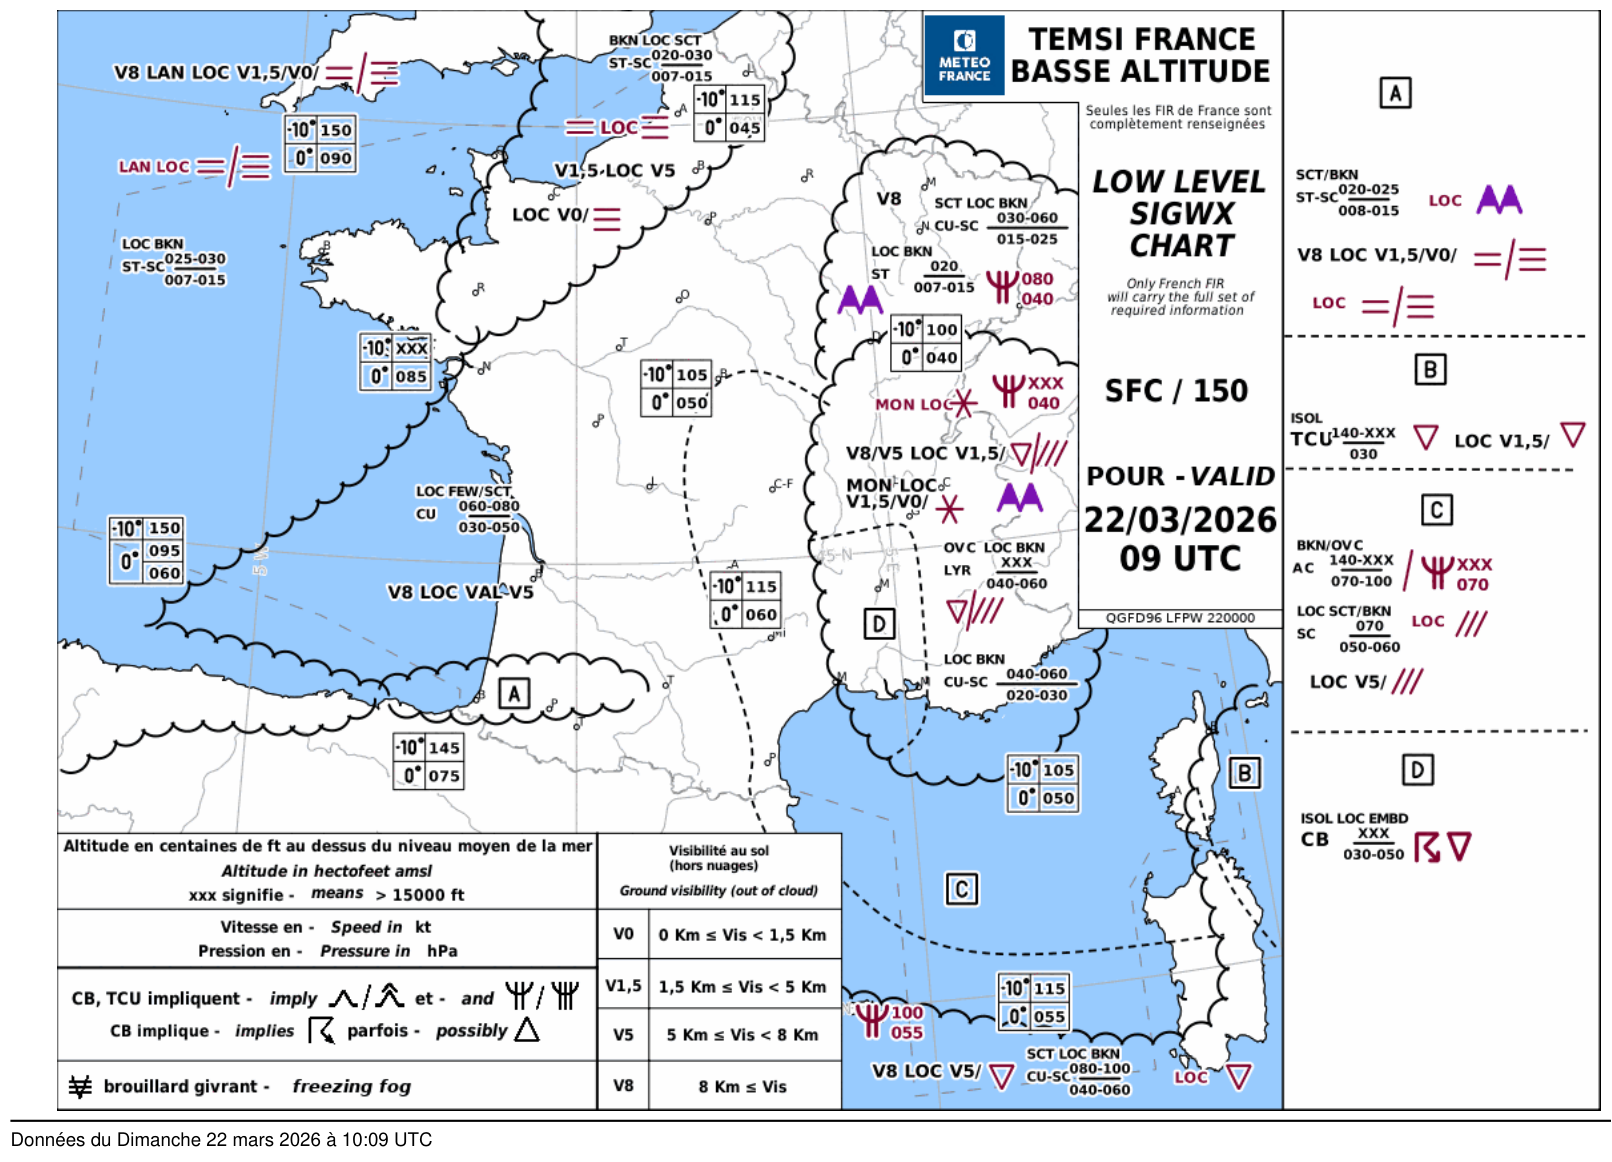 METEO
FRANCE
TEMSI FRANCE
BASSE ALTITUDE
Seules les FIR de France sont
complètement renseignées
LOW LEVEL
SIGWX
CHART
Only French FIR
will carry the full set of
required information
SFC / 150
POUR - VALID
22/03/2026
09 UTC
QGFD96 LFPW 220000
V8 LAN LOC V1,5/V0/
-10° 150
0° 090
LAN LOC
LOC BKN
ST-SC 025-030
007-015
BKN LOC SCT
ST-SC 020-030
007-015
-10° 115
0° 045
LOC
V1,5 LOC V5
LOC V0/
-10° XXX
0° 085
-10° 105
0° 050
LOC FEW/SCT
CU 060-080
030-050
-10° 150
0° 095
060
5 W
V8 LOC VAL V5
-10° 115
0° 060
A
-10° 145
0° 075
V8
SCT LOC BKN
CU-SC 030-060
015-025
LOC BKN
ST 020
007-015
080
040
-10° 100
0° 040
MON LOC
XXX
040
V8/V5 LOC V1,5/
MON LOC
V1,5/V0/
45 N
5 E
OVC LOC BKN
LYR XXX
040-060
D
LOC BKN
CU-SC 040-060
020-030
-10° 105
0° 050
B
C
-10° 115
0° 055
100
055
V8 LOC V5/
SCT LOC BKN
CU-SC 080-100
040-060
LOC
A
SCT/BKN
ST-SC 020-025
008-015
LOC
V8 LOC V1,5/V0/
LOC
B
ISOL
TCU 140-XXX
030
LOC V1,5/
C
BKN/OVC
AC 140-XXX
070-100
XXX
070
LOC SCT/BKN
SC 070
050-060
LOC
LOC V5/
D
ISOL LOC EMBD
CB XXX
030-050
Altitude en centaines de ft au dessus du niveau moyen de la mer
Altitude in hectofeet amsl
xxx signifie - means > 15000 ft
Vitesse en - Speed in kt
Pression en - Pressure in hPa
CB, TCU impliquent - imply / et - and /
CB implique - implies parfois - possibly
brouillard givrant - freezing fog
Visibilité au sol
(hors nuages)
Ground visibility (out of cloud)
V0 0 Km ≤ Vis < 1,5 Km
V1,5 1,5 Km ≤ Vis < 5 Km
V5 5 Km ≤ Vis < 8 Km
V8 8 Km ≤ Vis
Données du Dimanche 22 mars 2026 à 10:09 UTC